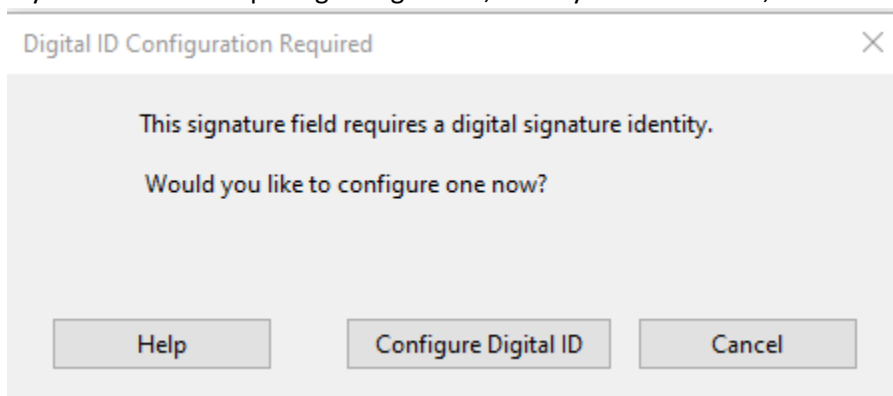 Digital ID Configuration Required
This signature field requires a digital signature identity.
Would you like to configure one now?
Help Configure Digital ID Cancel